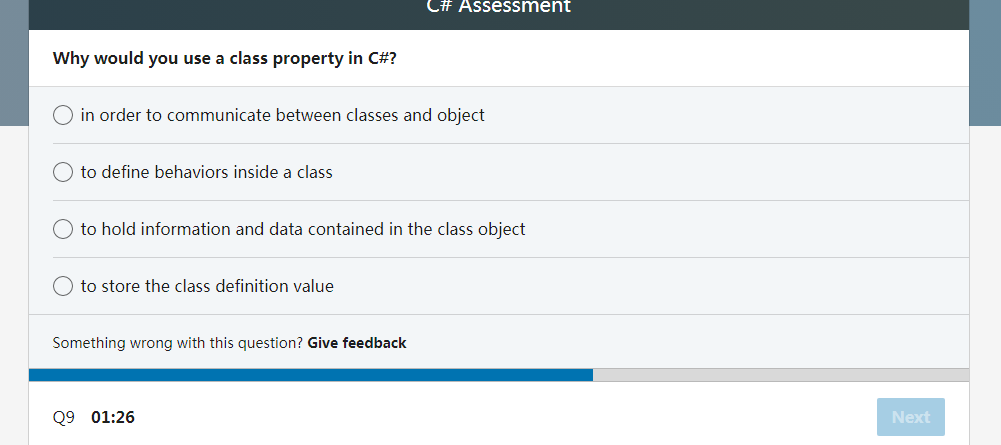 C# Assessment
Why would you use a class property in C#?
in order to communicate between classes and object
to define behaviors inside a class
to hold information and data contained in the class object
to store the class definition value
Something wrong with this question? Give feedback
Q9 01:26
Next